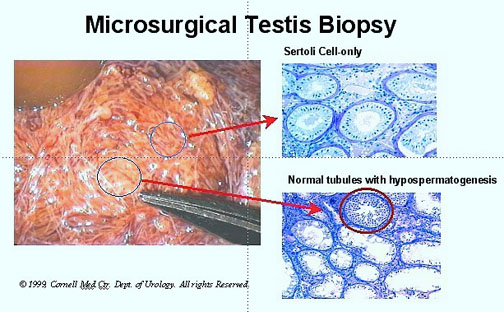 Microsurgical Testis Biopsy
Sertoli Cell-only
Normal tubules with hypospermatogenesis
© 1999, Cornell Med Ctr. Dept. of Urology. All rights Reserved.